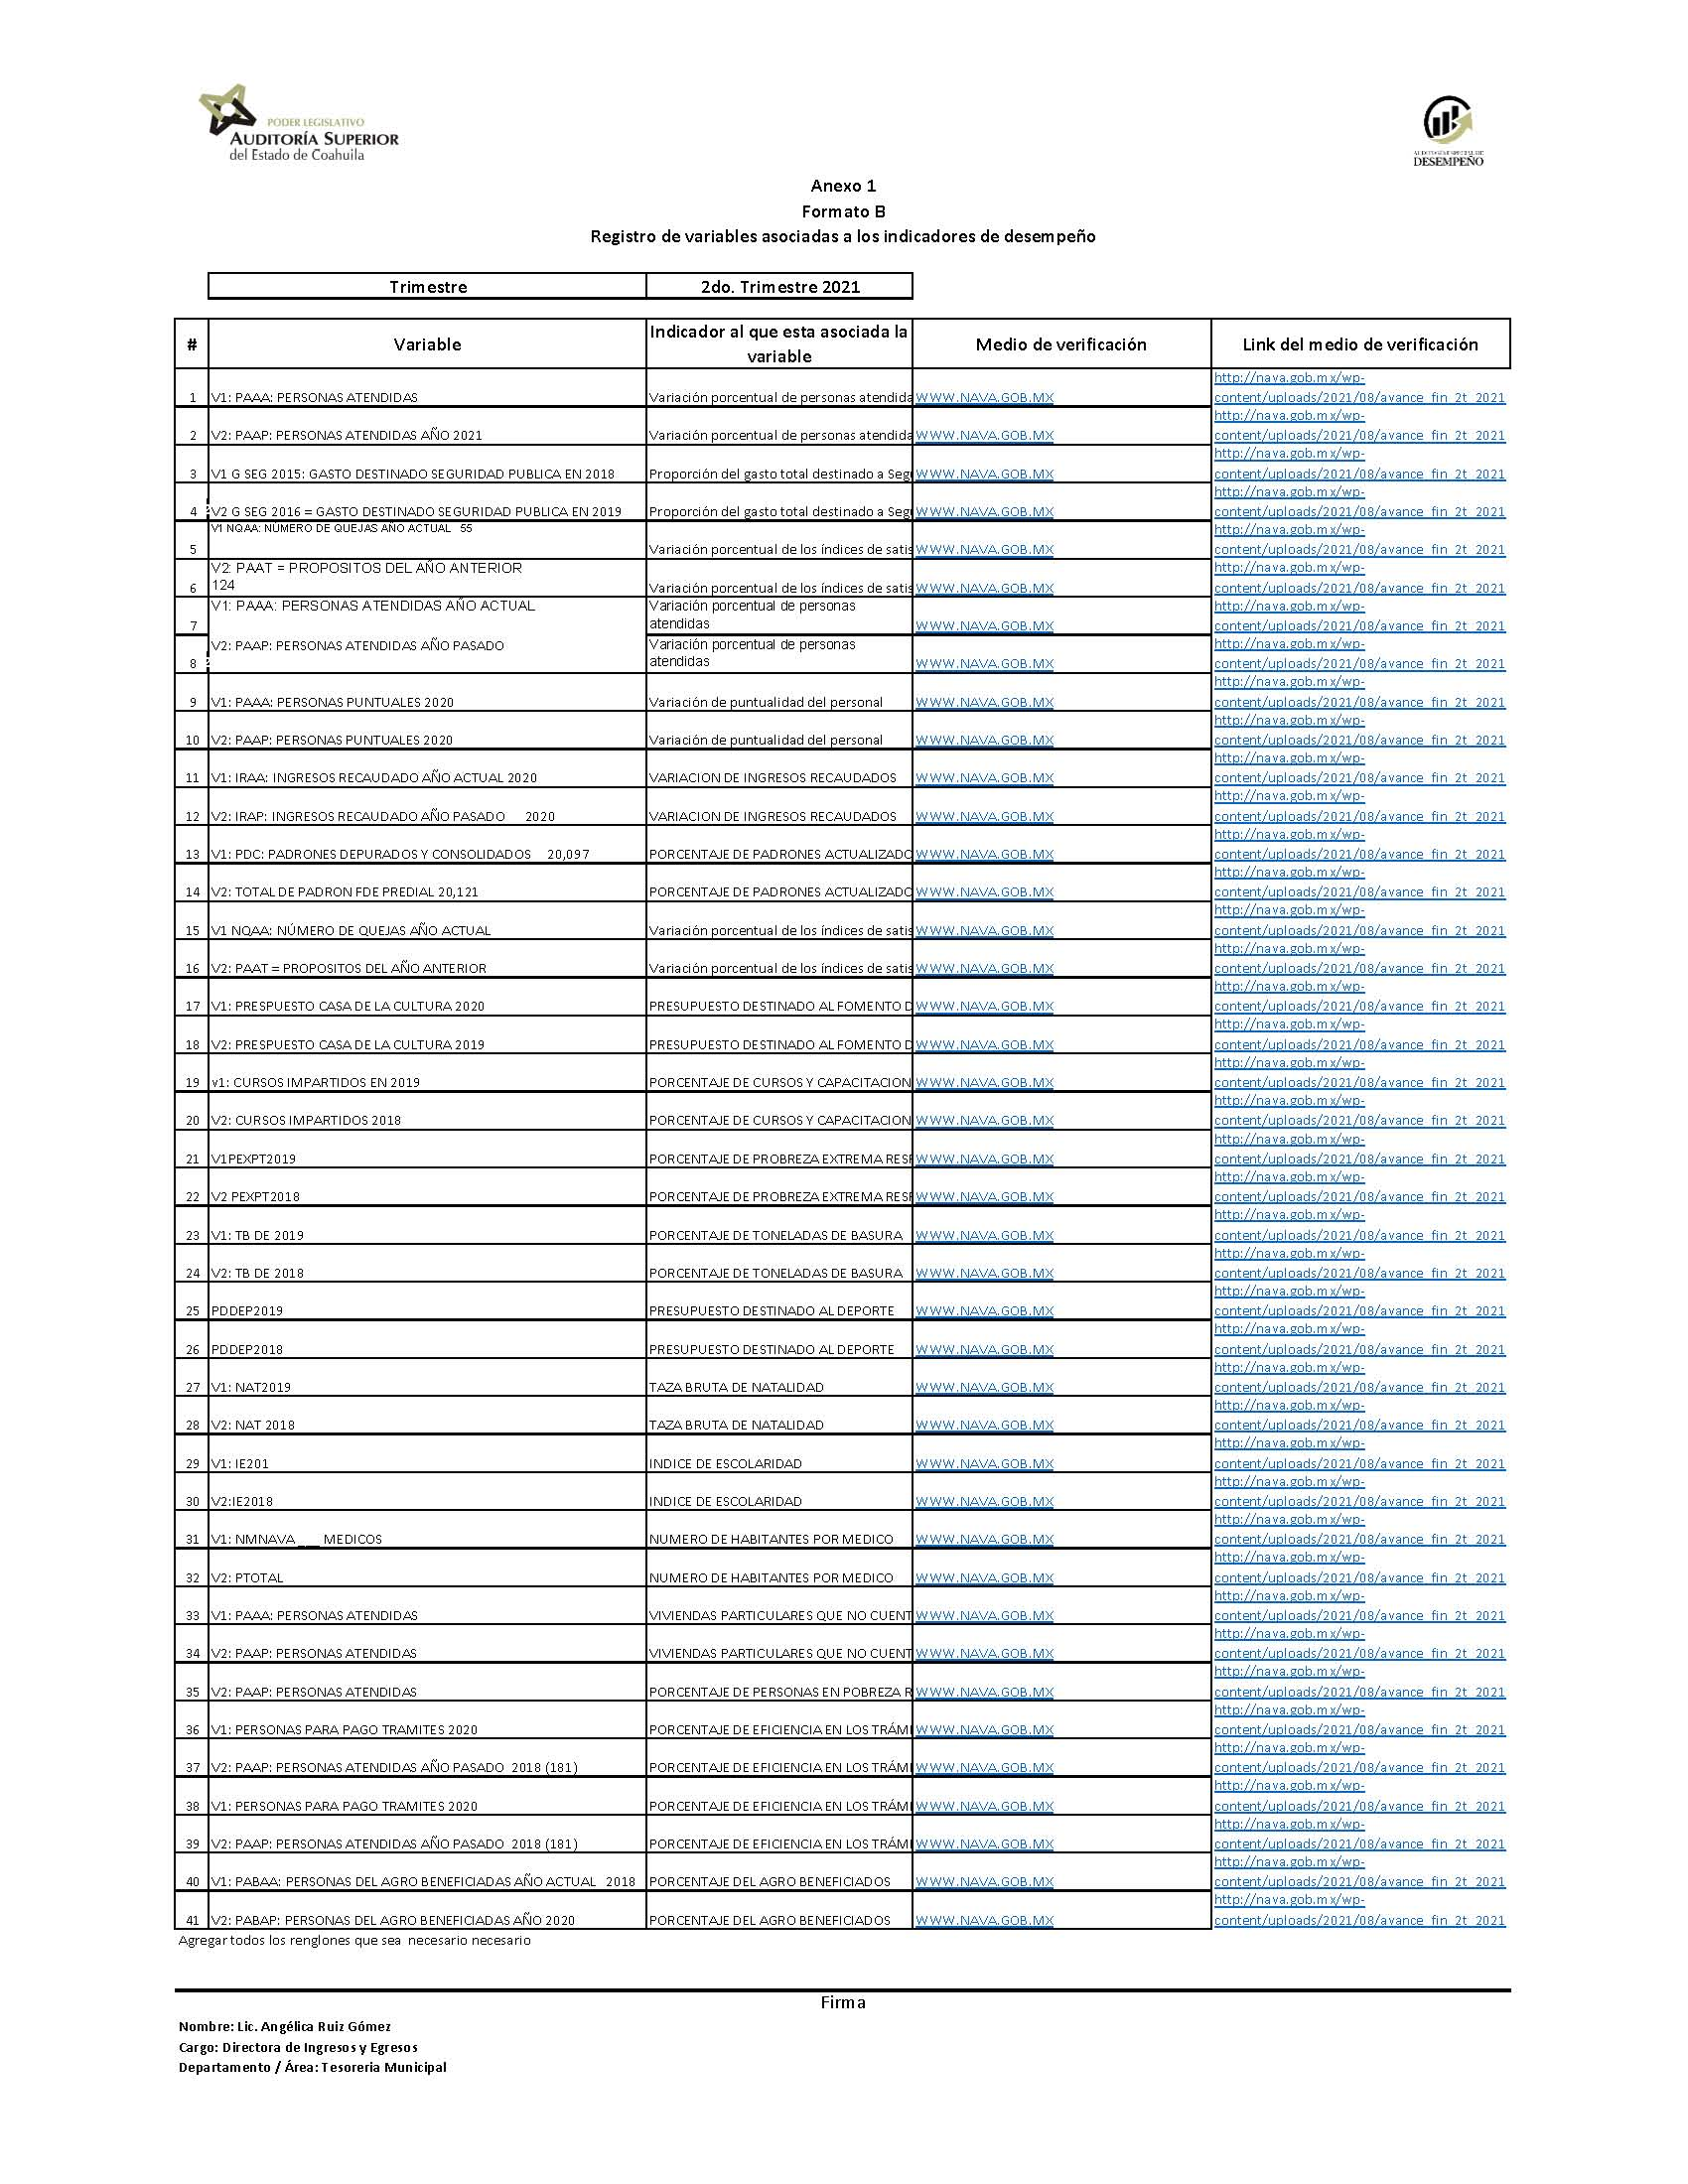 PODER LEGISLATIVO
AUDITORÍA SUPERIOR
del Estado de Coahuila
DESEMPEÑO
Anexo 1
Formato B
Registro de variables asociadas a los indicadores de desempeño
Trimestre 2do. Trimestre 2021
# Variable Indicador al que esta asociada la variable Medio de verificación Link del medio de verificación
1 V1: PAAA: PERSONAS ATENDIDAS Variación porcentual de personas atendida WWW.NAVA.GOB.MX http://nava.gob.mx/wp-content/uploads/2021/08/avance_fin_2t_2021
2 V2: PAAP: PERSONAS ATENDIDAS AÑO 2021 Variación porcentual de personas atendida WWW.NAVA.GOB.MX http://nava.gob.mx/wp-content/uploads/2021/08/avance_fin_2t_2021
3 V1 G SEG 2015: GASTO DESTINADO SEGURIDAD PUBLICA EN 2018 Proporción del gasto total destinado a Seg WWW.NAVA.GOB.MX http://nava.gob.mx/wp-content/uploads/2021/08/avance_fin_2t_2021
4 V2 G SEG 2016 = GASTO DESTINADO SEGURIDAD PUBLICA EN 2019 Proporción del gasto total destinado a Seg WWW.NAVA.GOB.MX http://nava.gob.mx/wp-content/uploads/2021/08/avance_fin_2t_2021
5 V1 NQAA: NÚMERO DE QUEJAS AÑO ACTUAL 55 Variación porcentual de los índices de satis WWW.NAVA.GOB.MX http://nava.gob.mx/wp-content/uploads/2021/08/avance_fin_2t_2021
6 V2: PAAT = PROPOSITOS DEL AÑO ANTERIOR 124 Variación porcentual de los índices de satis WWW.NAVA.GOB.MX http://nava.gob.mx/wp-content/uploads/2021/08/avance_fin_2t_2021
7 V1: PAAA: PERSONAS ATENDIDAS AÑO ACTUAL Variación porcentual de personas atendidas WWW.NAVA.GOB.MX http://nava.gob.mx/wp-content/uploads/2021/08/avance_fin_2t_2021
8 V2: PAAP: PERSONAS ATENDIDAS AÑO PASADO Variación porcentual de personas atendidas WWW.NAVA.GOB.MX http://nava.gob.mx/wp-content/uploads/2021/08/avance_fin_2t_2021
9 V1: PAAA: PERSONAS PUNTUALES 2020 Variación de puntualidad del personal WWW.NAVA.GOB.MX http://nava.gob.mx/wp-content/uploads/2021/08/avance_fin_2t_2021
10 V2: PAAP: PERSONAS PUNTUALES 2020 Variación de puntualidad del personal WWW.NAVA.GOB.MX http://nava.gob.mx/wp-content/uploads/2021/08/avance_fin_2t_2021
11 V1: IRAA: INGRESOS RECAUDADO AÑO ACTUAL 2020 VARIACION DE INGRESOS RECAUDADOS WWW.NAVA.GOB.MX http://nava.gob.mx/wp-content/uploads/2021/08/avance_fin_2t_2021
12 V2: IRAP: INGRESOS RECAUDADO AÑO PASADO 2020 VARIACION DE INGRESOS RECAUDADOS WWW.NAVA.GOB.MX http://nava.gob.mx/wp-content/uploads/2021/08/avance_fin_2t_2021
13 V1: PDC: PADRONES DEPURADOS Y CONSOLIDADOS 20,097 PORCENTAJE DE PADRONES ACTUALIZADO WWW.NAVA.GOB.MX http://nava.gob.mx/wp-content/uploads/2021/08/avance_fin_2t_2021
14 V2: TOTAL DE PADRON FDE PREDIAL 20,121 PORCENTAJE DE PADRONES ACTUALIZADO WWW.NAVA.GOB.MX http://nava.gob.mx/wp-content/uploads/2021/08/avance_fin_2t_2021
15 V1 NQAA: NÚMERO DE QUEJAS AÑO ACTUAL Variación porcentual de los índices de satis WWW.NAVA.GOB.MX http://nava.gob.mx/wp-content/uploads/2021/08/avance_fin_2t_2021
16 V2: PAAT = PROPOSITOS DEL AÑO ANTERIOR Variación porcentual de los índices de satis WWW.NAVA.GOB.MX http://nava.gob.mx/wp-content/uploads/2021/08/avance_fin_2t_2021
17 V1: PRESPUESTO CASA DE LA CULTURA 2020 PRESUPUESTO DESTINADO AL FOMENTO D WWW.NAVA.GOB.MX http://nava.gob.mx/wp-content/uploads/2021/08/avance_fin_2t_2021
18 V2: PRESPUESTO CASA DE LA CULTURA 2019 PRESUPUESTO DESTINADO AL FOMENTO D WWW.NAVA.GOB.MX http://nava.gob.mx/wp-content/uploads/2021/08/avance_fin_2t_2021
19 v1: CURSOS IMPARTIDOS EN 2019 PORCENTAJE DE CURSOS Y CAPACITACION WWW.NAVA.GOB.MX http://nava.gob.mx/wp-content/uploads/2021/08/avance_fin_2t_2021
20 V2: CURSOS IMPARTIDOS 2018 PORCENTAJE DE CURSOS Y CAPACITACION WWW.NAVA.GOB.MX http://nava.gob.mx/wp-content/uploads/2021/08/avance_fin_2t_2021
21 V1PEXPT2019 PORCENTAJE DE PROBREZA EXTREMA RESP WWW.NAVA.GOB.MX http://nava.gob.mx/wp-content/uploads/2021/08/avance_fin_2t_2021
22 V2 PEXPT2018 PORCENTAJE DE PROBREZA EXTREMA RESP WWW.NAVA.GOB.MX http://nava.gob.mx/wp-content/uploads/2021/08/avance_fin_2t_2021
23 V1: TB DE 2019 PORCENTAJE DE TONELADAS DE BASURA WWW.NAVA.GOB.MX http://nava.gob.mx/wp-content/uploads/2021/08/avance_fin_2t_2021
24 V2: TB DE 2018 PORCENTAJE DE TONELADAS DE BASURA WWW.NAVA.GOB.MX http://nava.gob.mx/wp-content/uploads/2021/08/avance_fin_2t_2021
25 PDDEP2019 PRESUPUESTO DESTINADO AL DEPORTE WWW.NAVA.GOB.MX http://nava.gob.mx/wp-content/uploads/2021/08/avance_fin_2t_2021
26 PDDEP2018 PRESUPUESTO DESTINADO AL DEPORTE WWW.NAVA.GOB.MX http://nava.gob.mx/wp-content/uploads/2021/08/avance_fin_2t_2021
27 V1: NAT2019 TAZA BRUTA DE NATALIDAD WWW.NAVA.GOB.MX http://nava.gob.mx/wp-content/uploads/2021/08/avance_fin_2t_2021
28 V2: NAT 2018 TAZA BRUTA DE NATALIDAD WWW.NAVA.GOB.MX http://nava.gob.mx/wp-content/uploads/2021/08/avance_fin_2t_2021
29 V1: IE201 INDICE DE ESCOLARIDAD WWW.NAVA.GOB.MX http://nava.gob.mx/wp-content/uploads/2021/08/avance_fin_2t_2021
30 V2:IE2018 INDICE DE ESCOLARIDAD WWW.NAVA.GOB.MX http://nava.gob.mx/wp-content/uploads/2021/08/avance_fin_2t_2021
31 V1: NMNAVA ___ MEDICOS NUMERO DE HABITANTES POR MEDICO WWW.NAVA.GOB.MX http://nava.gob.mx/wp-content/uploads/2021/08/avance_fin_2t_2021
32 V2: PTOTAL NUMERO DE HABITANTES POR MEDICO WWW.NAVA.GOB.MX http://nava.gob.mx/wp-content/uploads/2021/08/avance_fin_2t_2021
33 V1: PAAA: PERSONAS ATENDIDAS VIVIENDAS PARTICULARES QUE NO CUENT WWW.NAVA.GOB.MX http://nava.gob.mx/wp-content/uploads/2021/08/avance_fin_2t_2021
34 V2: PAAP: PERSONAS ATENDIDAS VIVIENDAS PARTICULARES QUE NO CUENT WWW.NAVA.GOB.MX http://nava.gob.mx/wp-content/uploads/2021/08/avance_fin_2t_2021
35 V2: PAAP: PERSONAS ATENDIDAS PORCENTAJE DE PERSONAS EN POBREZA R WWW.NAVA.GOB.MX http://nava.gob.mx/wp-content/uploads/2021/08/avance_fin_2t_2021
36 V1: PERSONAS PARA PAGO TRAMITES 2020 PORCENTAJE DE EFICIENCIA EN LOS TRÁMI WWW.NAVA.GOB.MX http://nava.gob.mx/wp-content/uploads/2021/08/avance_fin_2t_2021
37 V2: PAAP: PERSONAS ATENDIDAS AÑO PASADO 2018 (181) PORCENTAJE DE EFICIENCIA EN LOS TRÁMI WWW.NAVA.GOB.MX http://nava.gob.mx/wp-content/uploads/2021/08/avance_fin_2t_2021
38 V1: PERSONAS PARA PAGO TRAMITES 2020 PORCENTAJE DE EFICIENCIA EN LOS TRÁMI WWW.NAVA.GOB.MX http://nava.gob.mx/wp-content/uploads/2021/08/avance_fin_2t_2021
39 V2: PAAP: PERSONAS ATENDIDAS AÑO PASADO 2018 (181) PORCENTAJE DE EFICIENCIA EN LOS TRÁMI WWW.NAVA.GOB.MX http://nava.gob.mx/wp-content/uploads/2021/08/avance_fin_2t_2021
40 V1: PABAA: PERSONAS DEL AGRO BENEFICIADAS AÑO ACTUAL 2018 PORCENTAJE DEL AGRO BENEFICIADOS WWW.NAVA.GOB.MX http://nava.gob.mx/wp-content/uploads/2021/08/avance_fin_2t_2021
41 V2: PABAP: PERSONAS DEL AGRO BENEFICIADAS AÑO 2020 PORCENTAJE DEL AGRO BENEFICIADOS WWW.NAVA.GOB.MX http://nava.gob.mx/wp-content/uploads/2021/08/avance_fin_2t_2021
Agregar todos los renglones que sea necesario necesario
Firma
Nombre: Lic. Angélica Ruiz Gómez
Cargo: Directora de Ingresos y Egresos
Departamento / Área: Tesoreria Municipal